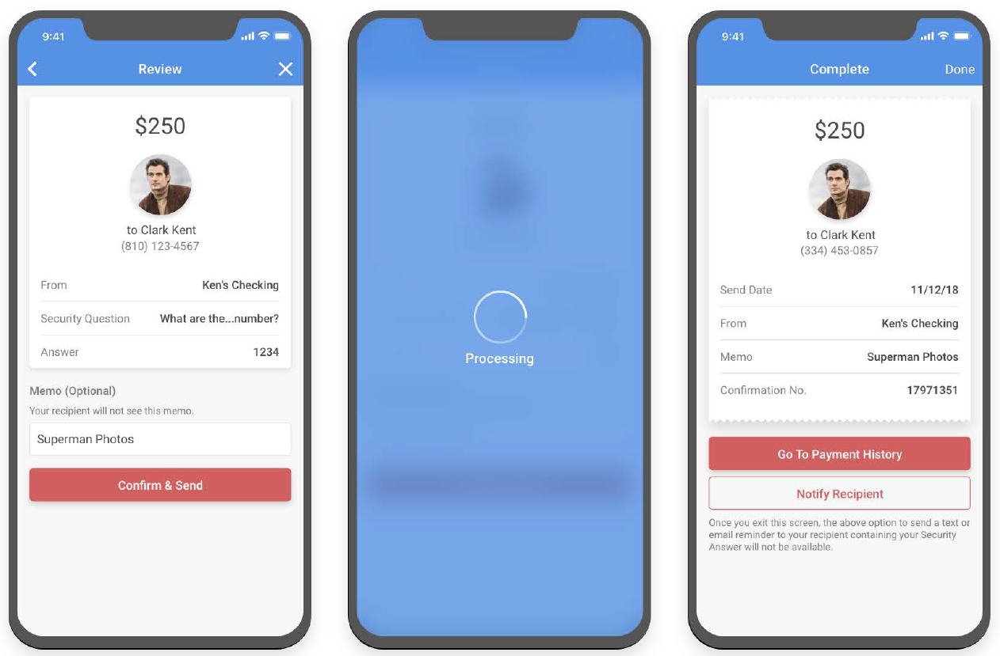 9:41
Review
$250
to Clark Kent
(810) 123-4567
From Ken's Checking
Security Question What are the...number?
Answer 1234
Memo (Optional)
Your recipient will not see this memo.
Superman Photos
Confirm & Send
Processing
9:41
Complete Done
$250
to Clark Kent
(334) 453-0857
Send Date 11/12/18
From Ken's Checking
Memo Superman Photos
Confirmation No. 17971351
Go To Payment History
Notify Recipient
Once you exit this screen, the above option to send a text or
email reminder to your recipient containing your Security
Answer will not be available.